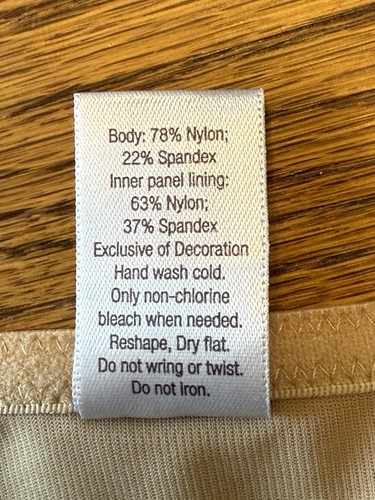 Body: 78% Nylon;
22% Spandex
Inner panel lining:
63% Nylon;
37% Spandex
Exclusive of Decoration
Hand wash cold.
Only non-chlorine
bleach when needed.
Reshape, Dry flat.
Do not wring or twist.
Do not Iron.